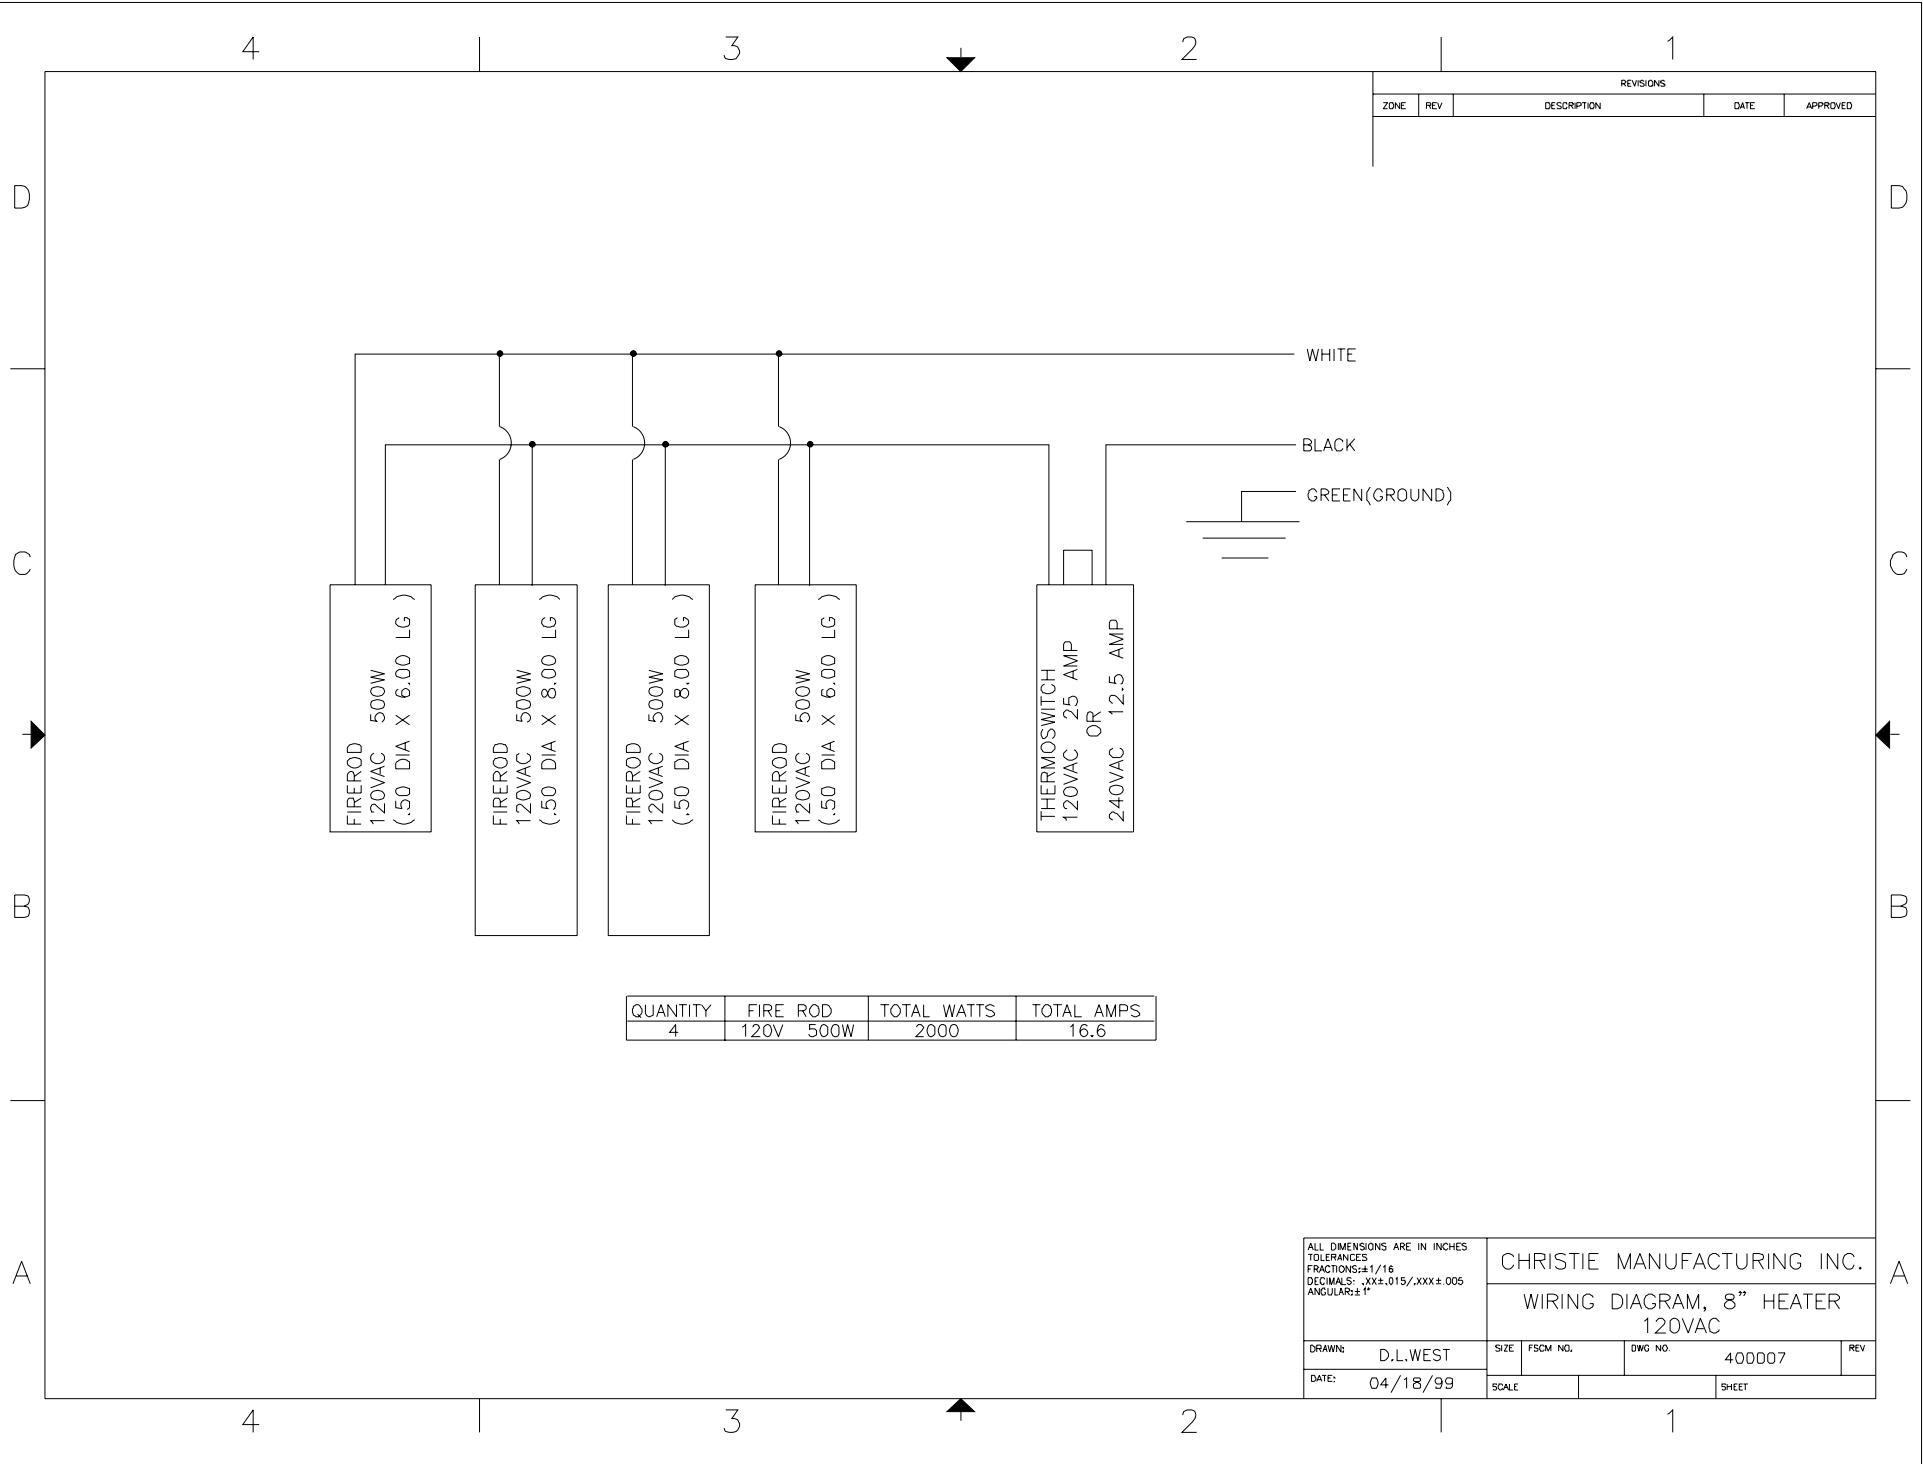 4 3 2 1
REVISIONS
ZONE REV DESCRIPTION DATE APPROVED
D D
WHITE
BLACK
GREEN(GROUND)
C C
FIREROD
120VAC 500W
(.50 DIA X 6.00 LG )
FIREROD
120VAC 500W
(.50 DIA X 8.00 LG )
FIREROD
120VAC 500W
(.50 DIA X 8.00 LG )
FIREROD
120VAC 500W
(.50 DIA X 6.00 LG )
THERMOSWITCH
120VAC 25 AMP
OR
240VAC 12.5 AMP
B B
QUANTITY FIRE ROD TOTAL WATTS TOTAL AMPS
4 120V 500W 2000 16.6
A A
ALL DIMENSIONS ARE IN INCHES
TOLERANCES
FRACTIONS:±1/16
DECIMALS: .XX±.015/.XXX±.005
ANGULAR:±1°
CHRISTIE MANUFACTURING INC.
WIRING DIAGRAM, 8” HEATER
120VAC
DRAWN: D.L.WEST
SIZE FSCM NO. DWG NO. 400007 REV
DATE: 04/18/99
SCALE SHEET
4 3 2 1